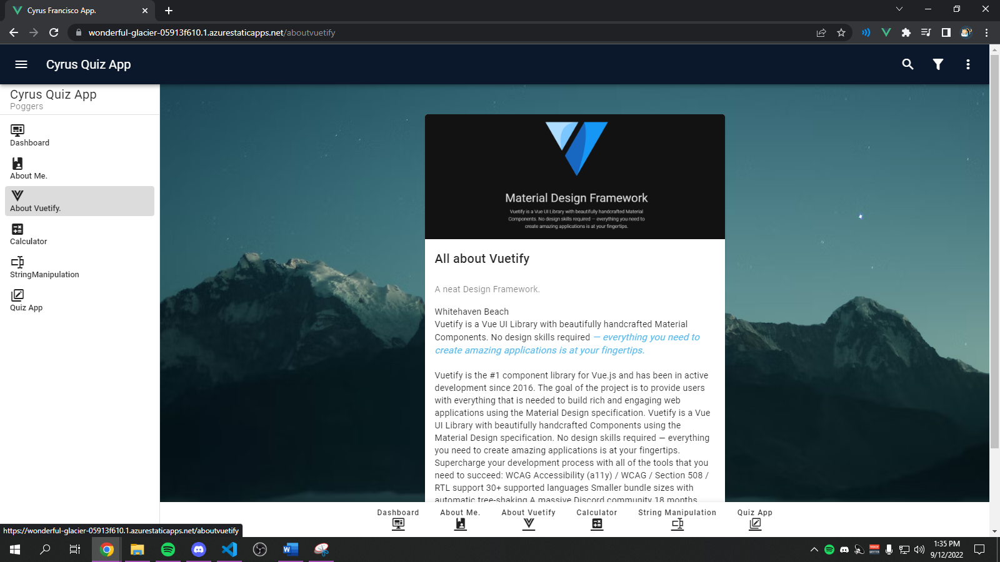 Cyrus Francisco App.
wonderful-glacier-05913f610.1.azurestaticapps.net/aboutvuetify
Cyrus Quiz App
Cyrus Quiz App
Poggers
Dashboard
About Me.
About Vuetify.
Calculator
StringManipulation
Quiz App
Material Design Framework
Vuetify is a Vue UI Library with beautifully handcrafted Material
Components. No design skills required — everything you need to
create amazing applications is at your fingertips.
All about Vuetify
A neat Design Framework.
Whitehaven Beach
Vuetify is a Vue UI Library with beautifully handcrafted Material
Components. No design skills required — everything you need to
create amazing applications is at your fingertips.
Vuetify is the #1 component library for Vue.js and has been in active
development since 2016. The goal of the project is to provide users
with everything that is needed to build rich and engaging web
applications using the Material Design specification. Vuetify is a Vue
UI Library with beautifully handcrafted Components using the
Material Design specification. No design skills required — everything
you need to create amazing applications is at your fingertips.
Supercharge your development process with all of the tools that you
need to succeed: WCAG Accessibility (a11y) / WCAG / Section 508 /
RTL support 30+ supported languages Smaller bundle sizes with
automatic tree-shaking A massive Discord community 18 months
Dashboard
About Me.
About Vuetify
Calculator
String Manipulation
Quiz App
https://wonderful-glacier-05913f610.1.azurestaticapps.net/aboutvuetify
1:35 PM
9/12/2022